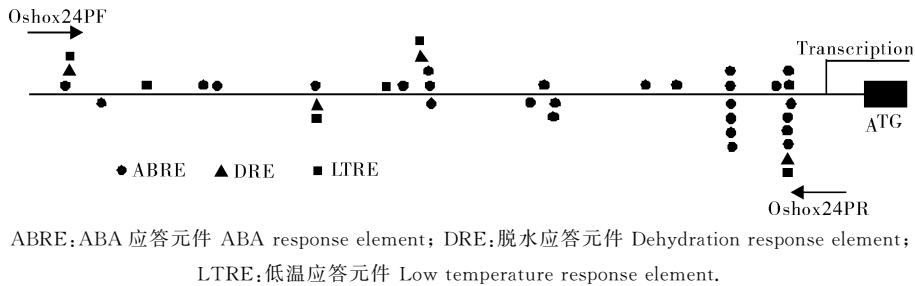 Oshox24PF
Transcription
ATG
ABRE DRE LTRE
Oshox24PR
ABRE:ABA 应答元件 ABA response element; DRE:脱水应答元件 Dehydration response element;
LTRE:低温应答元件 Low temperature response element.